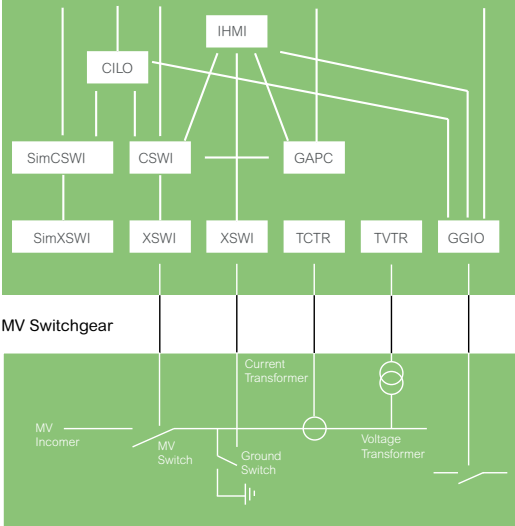 IHMI
CILO
SimCSWI
CSWI
GAPC
SimXSWI
XSWI
XSWI
TCTR
TVTR
GGIO
MV Switchgear
Current
Transformer
MV
Incomer
MV
Switch
Ground
Switch
Voltage
Transformer